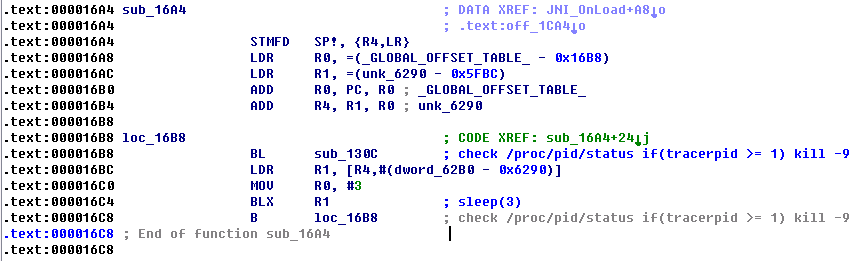 .text:000016A4 sub_16A4 ; DATA XREF: JNI_OnLoad+A8↓o
.text:000016A4 ; .text:off_1CA4↓o
.text:000016A4 STMFD SP!, {R4,LR}
.text:000016A8 LDR R0, =(_GLOBAL_OFFSET_TABLE_ - 0x16B8)
.text:000016AC LDR R1, =(unk_6290 - 0x5FBC)
.text:000016B0 ADD R0, PC, R0 ; _GLOBAL_OFFSET_TABLE_
.text:000016B4 ADD R4, R1, R0 ; unk_6290
.text:000016B8
.text:000016B8 loc_16B8 ; CODE XREF: sub_16A4+24↓j
.text:000016B8 BL sub_130C ; check /proc/pid/status if(tracerpid >= 1) kill -9
.text:000016BC LDR R1, [R4,#(dword_62B0 - 0x6290)]
.text:000016C0 MOV R0, #3
.text:000016C4 BLX R1 ; sleep(3)
.text:000016C8 B loc_16B8 ; check /proc/pid/status if(tracerpid >= 1) kill -9
.text:000016C8 ; End of function sub_16A4
.text:000016C8